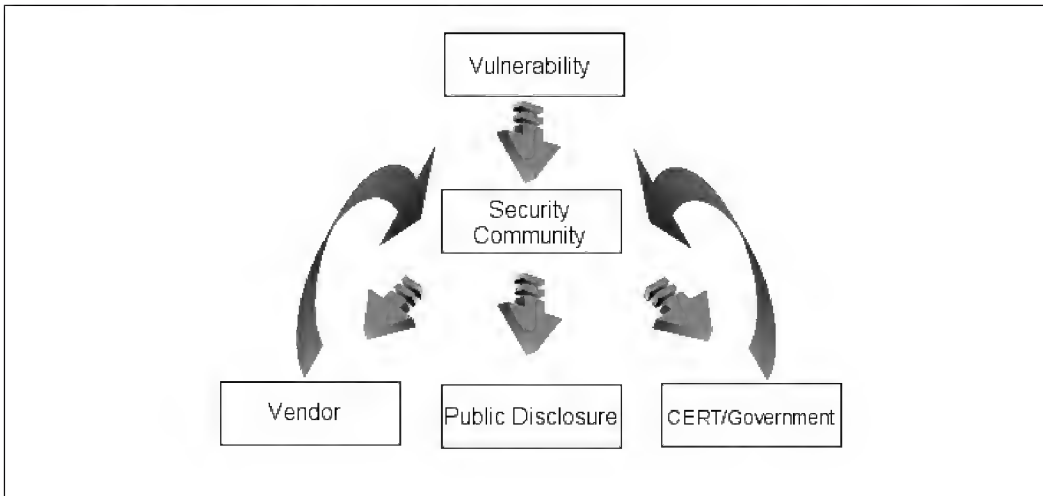 Vulnerability
Security
Community
Vendor
Public Disclosure
CERT/Government